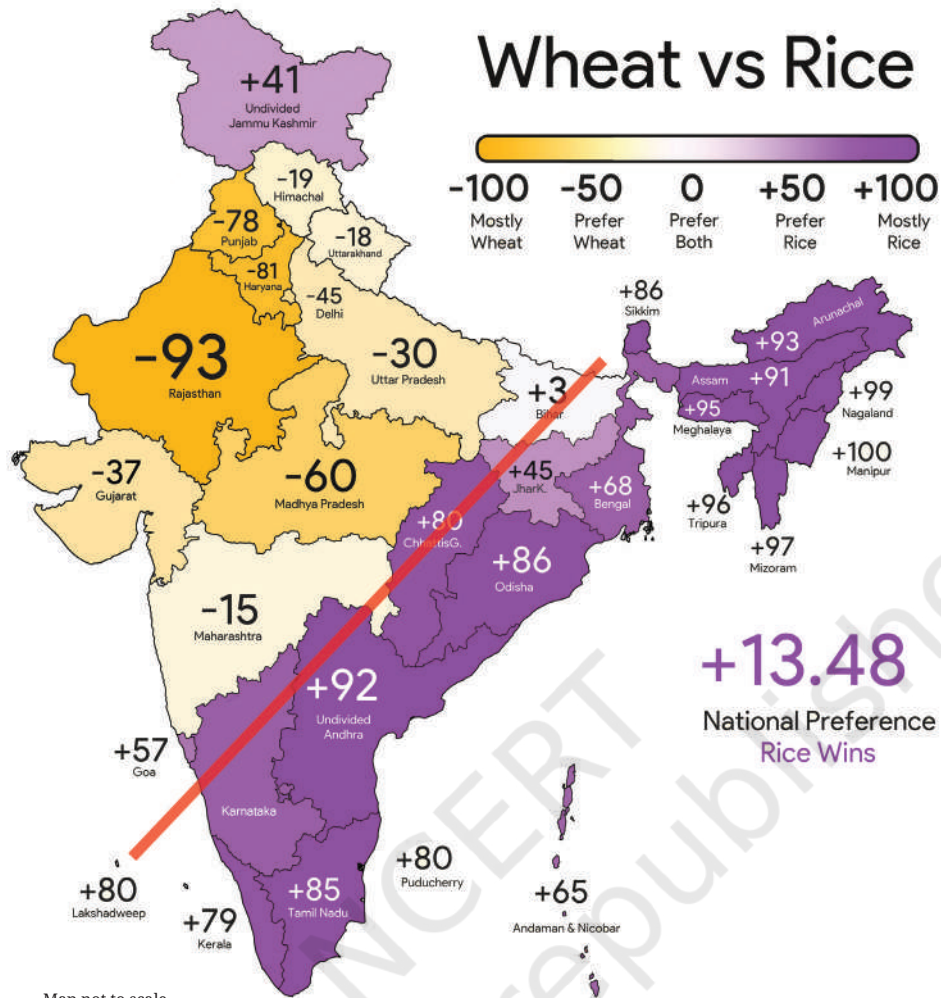 Wheat vs Rice
-100 -50 0 +50 +100
Mostly Wheat
Prefer Wheat
Prefer Both
Prefer Rice
Mostly Rice
+41
Undivided
Jammu Kashmir
-19
Himachal
-78
Punjab
-18
Uttarakhand
-81
Haryana
-45
Delhi
-93
Rajasthan
-30
Uttar Pradesh
+3
Bihar
+86
Sikkim
Arunachal
+93
Assam +91
+95
Meghalaya
+99
Nagaland
+100
Manipur
+96
Tripura
+97
Mizoram
-37
Gujarat
-60
Madhya Pradesh
+45
JharK.
+68
Bengal
+80
ChhattisG.
+86
Odisha
-15
Maharashtra
+92
Undivided
Andhra
+13.48
National Preference
Rice Wins
+57
Goa
Karnataka
+80
Lakshadweep
+79
Kerala
+85
Tamil Nadu
+80
Puducherry
+65
Andaman & Nicobar
NCERT
republishe
Map not to scale